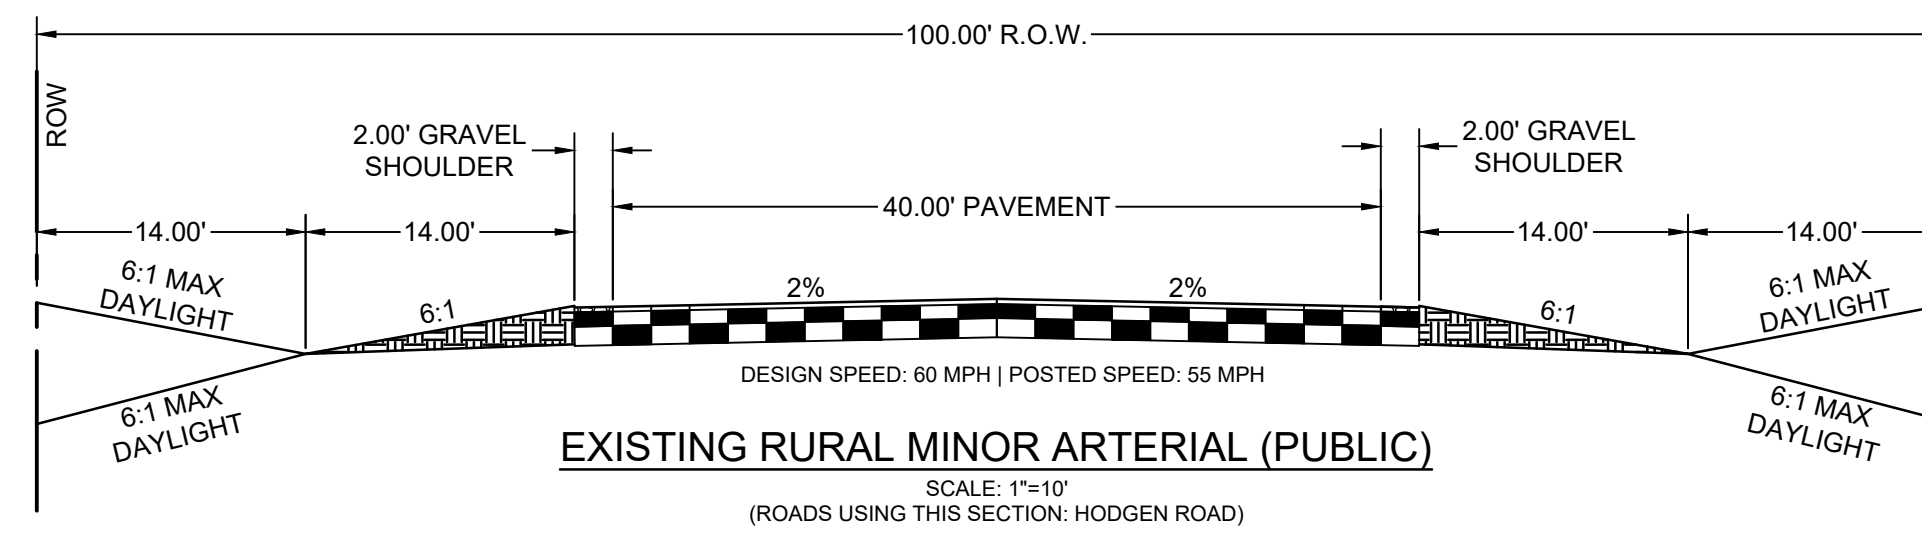 100.00' R.O.W.
ROW
2.00' GRAVEL
SHOULDER
2.00' GRAVEL
SHOULDER
40.00' PAVEMENT
14.00'
14.00'
14.00'
14.00'
6:1 MAX
DAYLIGHT
6:1
2%
2%
6:1
6:1 MAX
DAYLIGHT
DESIGN SPEED: 60 MPH | POSTED SPEED: 55 MPH
6:1 MAX
DAYLIGHT
6:1 MAX
DAYLIGHT
EXISTING RURAL MINOR ARTERIAL (PUBLIC)
SCALE: 1"=10'
(ROADS USING THIS SECTION: HODGEN ROAD)